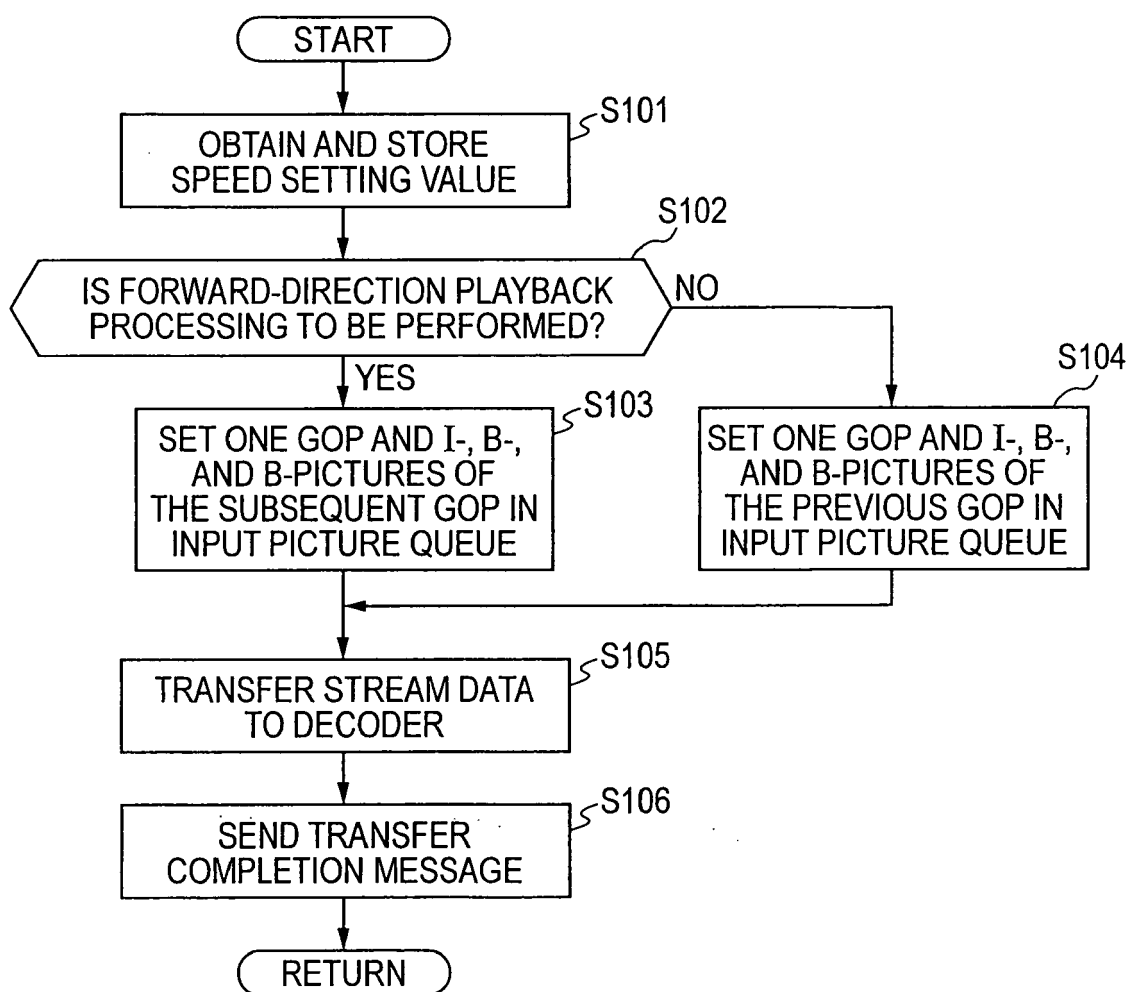 START
S101
OBTAIN AND STORE
SPEED SETTING VALUE
S102
IS FORWARD-DIRECTION PLAYBACK
PROCESSING TO BE PERFORMED?
NO
YES
S103
SET ONE GOP AND I-, B-,
AND B-PICTURES OF
THE SUBSEQUENT GOP IN
INPUT PICTURE QUEUE
S104
SET ONE GOP AND I-, B-,
AND B-PICTURES OF
THE PREVIOUS GOP IN
INPUT PICTURE QUEUE
S105
TRANSFER STREAM DATA
TO DECODER
S106
SEND TRANSFER
COMPLETION MESSAGE
RETURN